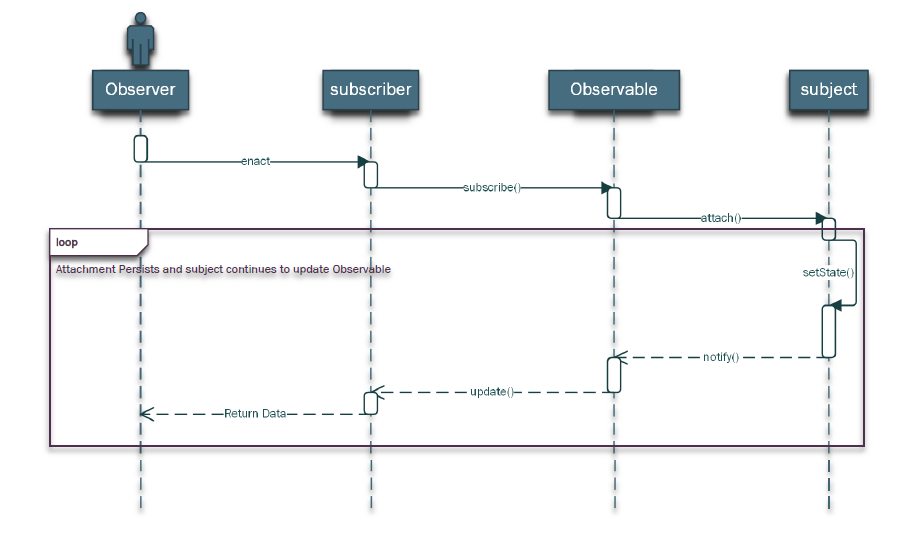 Observer
subscriber
Observable
subject
enact
subscribe()
attach()
loop
Attachment Persists and subject continues to update Observable
setState()
notify()
update()
Return Data